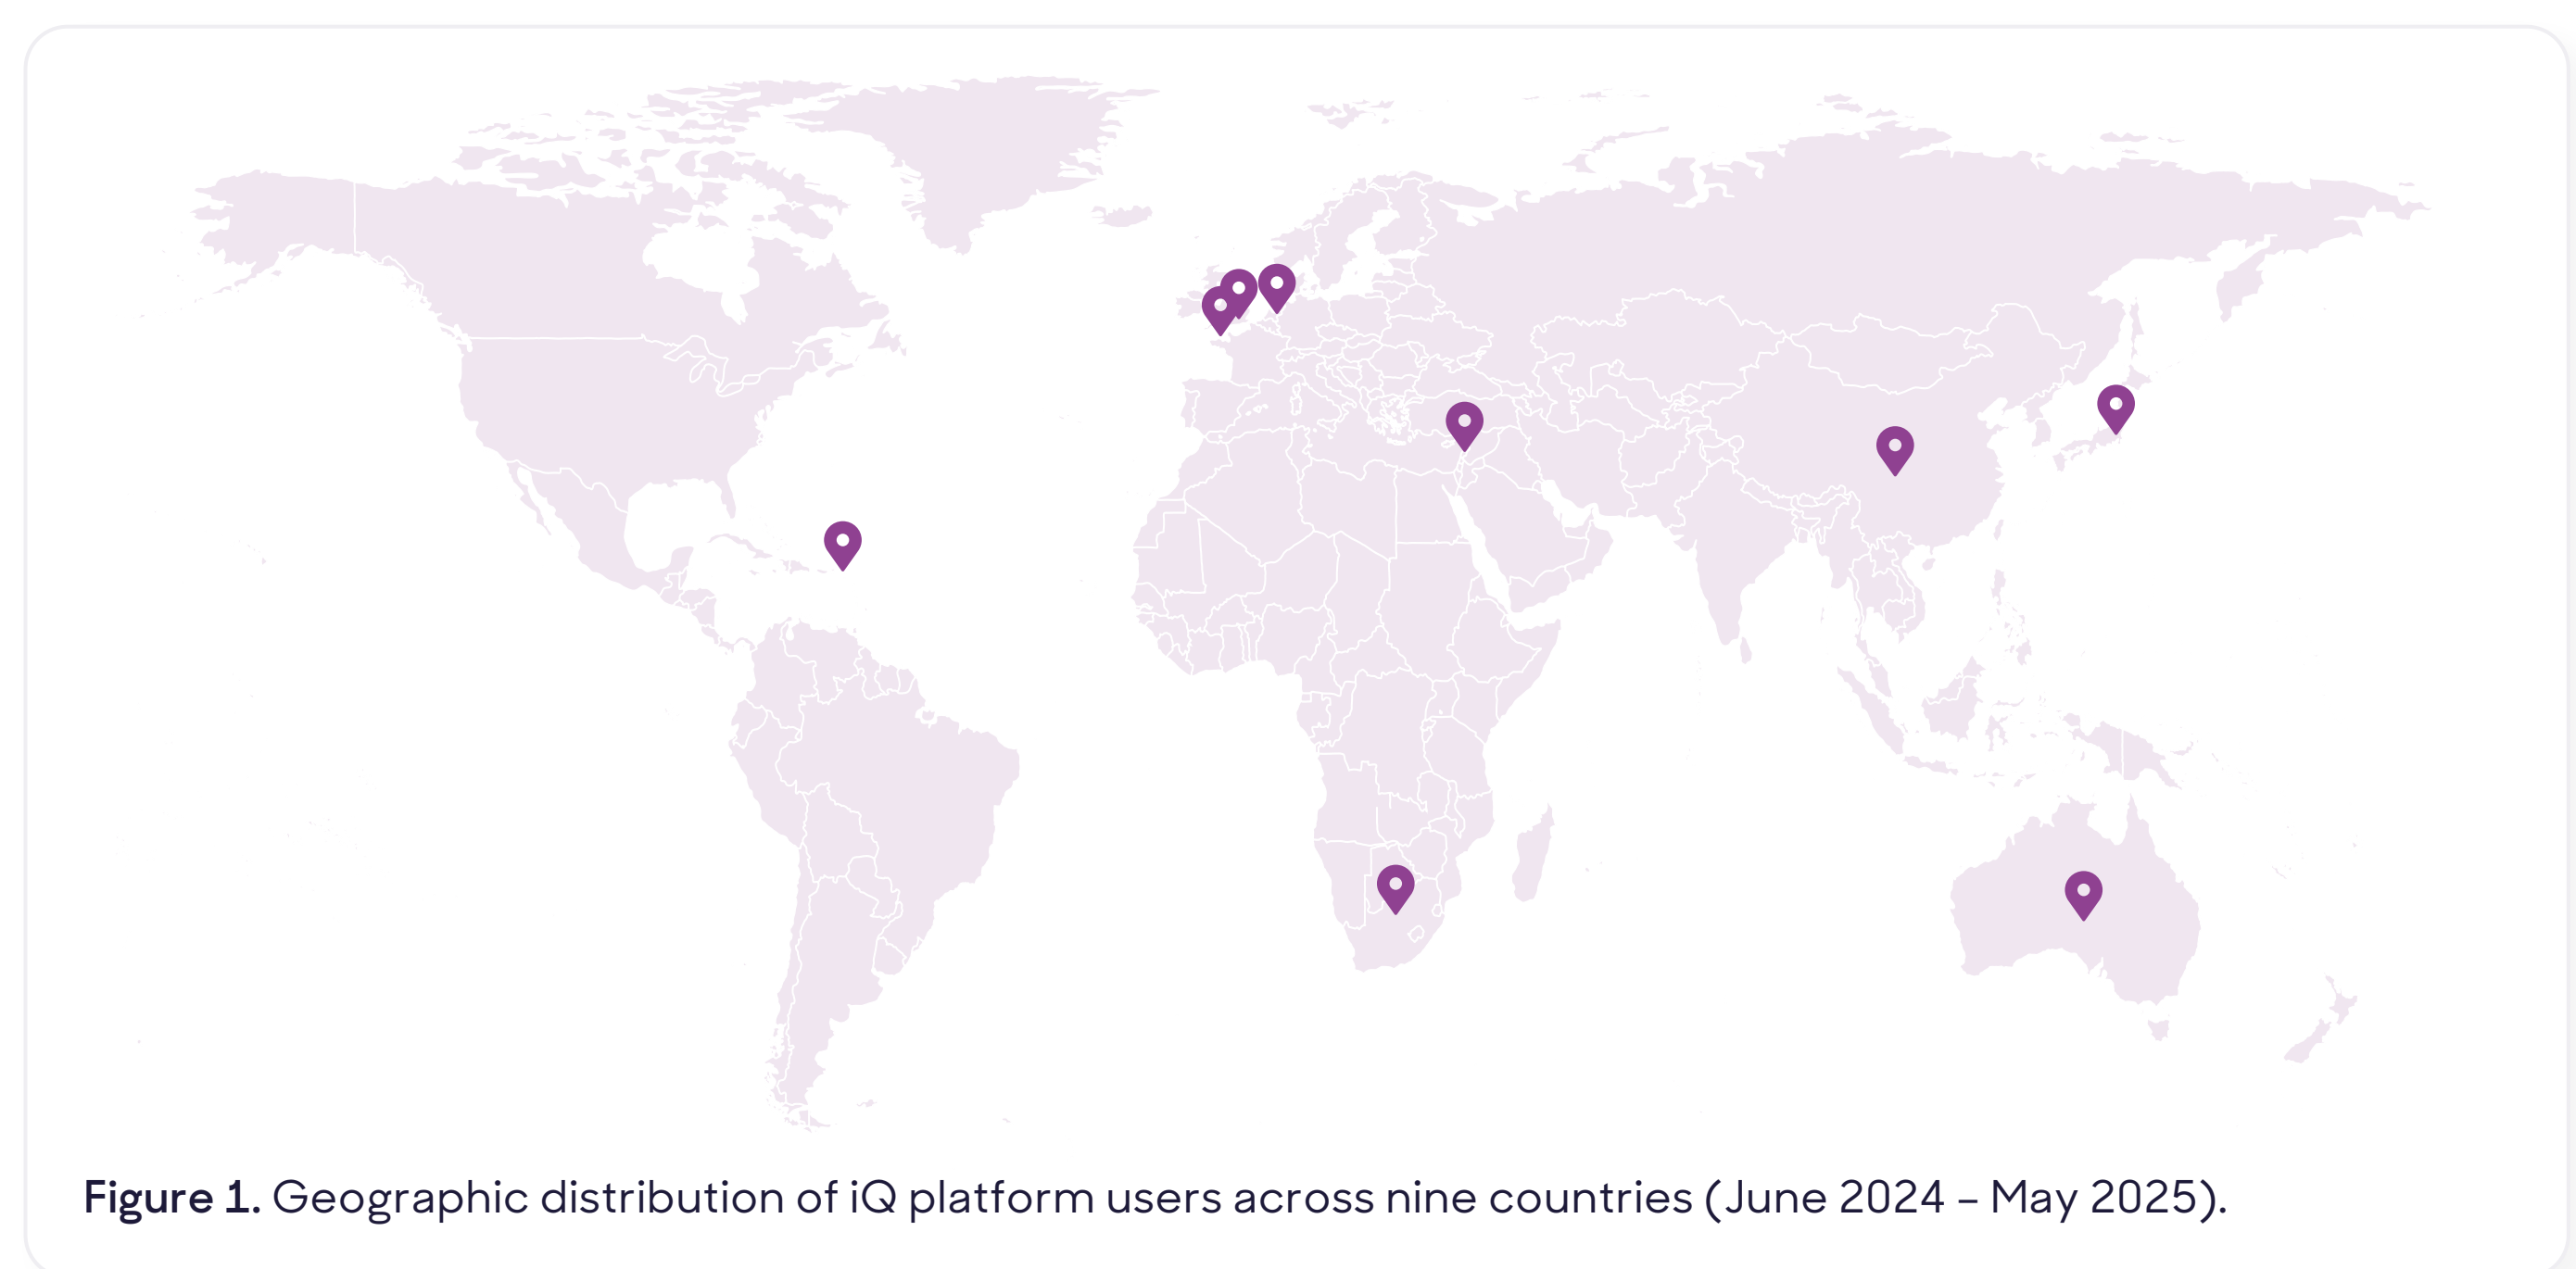 Figure 1. Geographic distribution of iQ platform users across nine countries (June 2024 – May 2025).